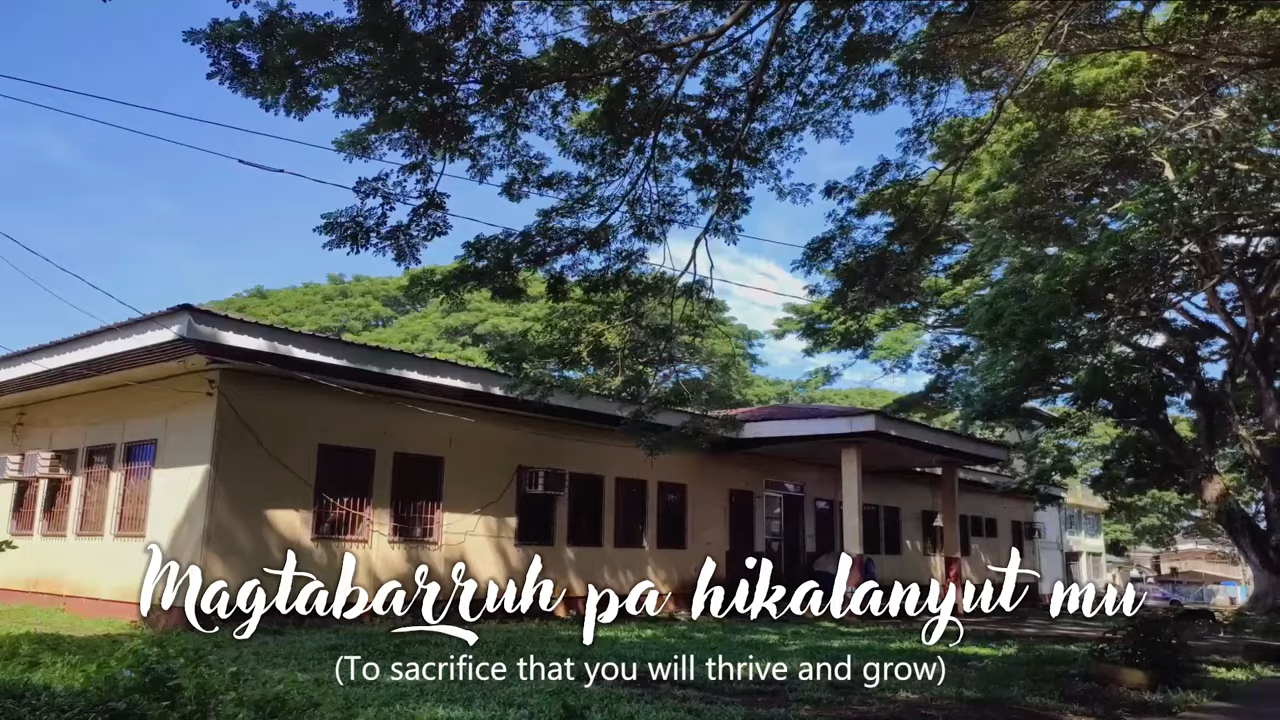 Magtabarruh pa hikalanyut mu
(To sacrifice that you will thrive and grow)